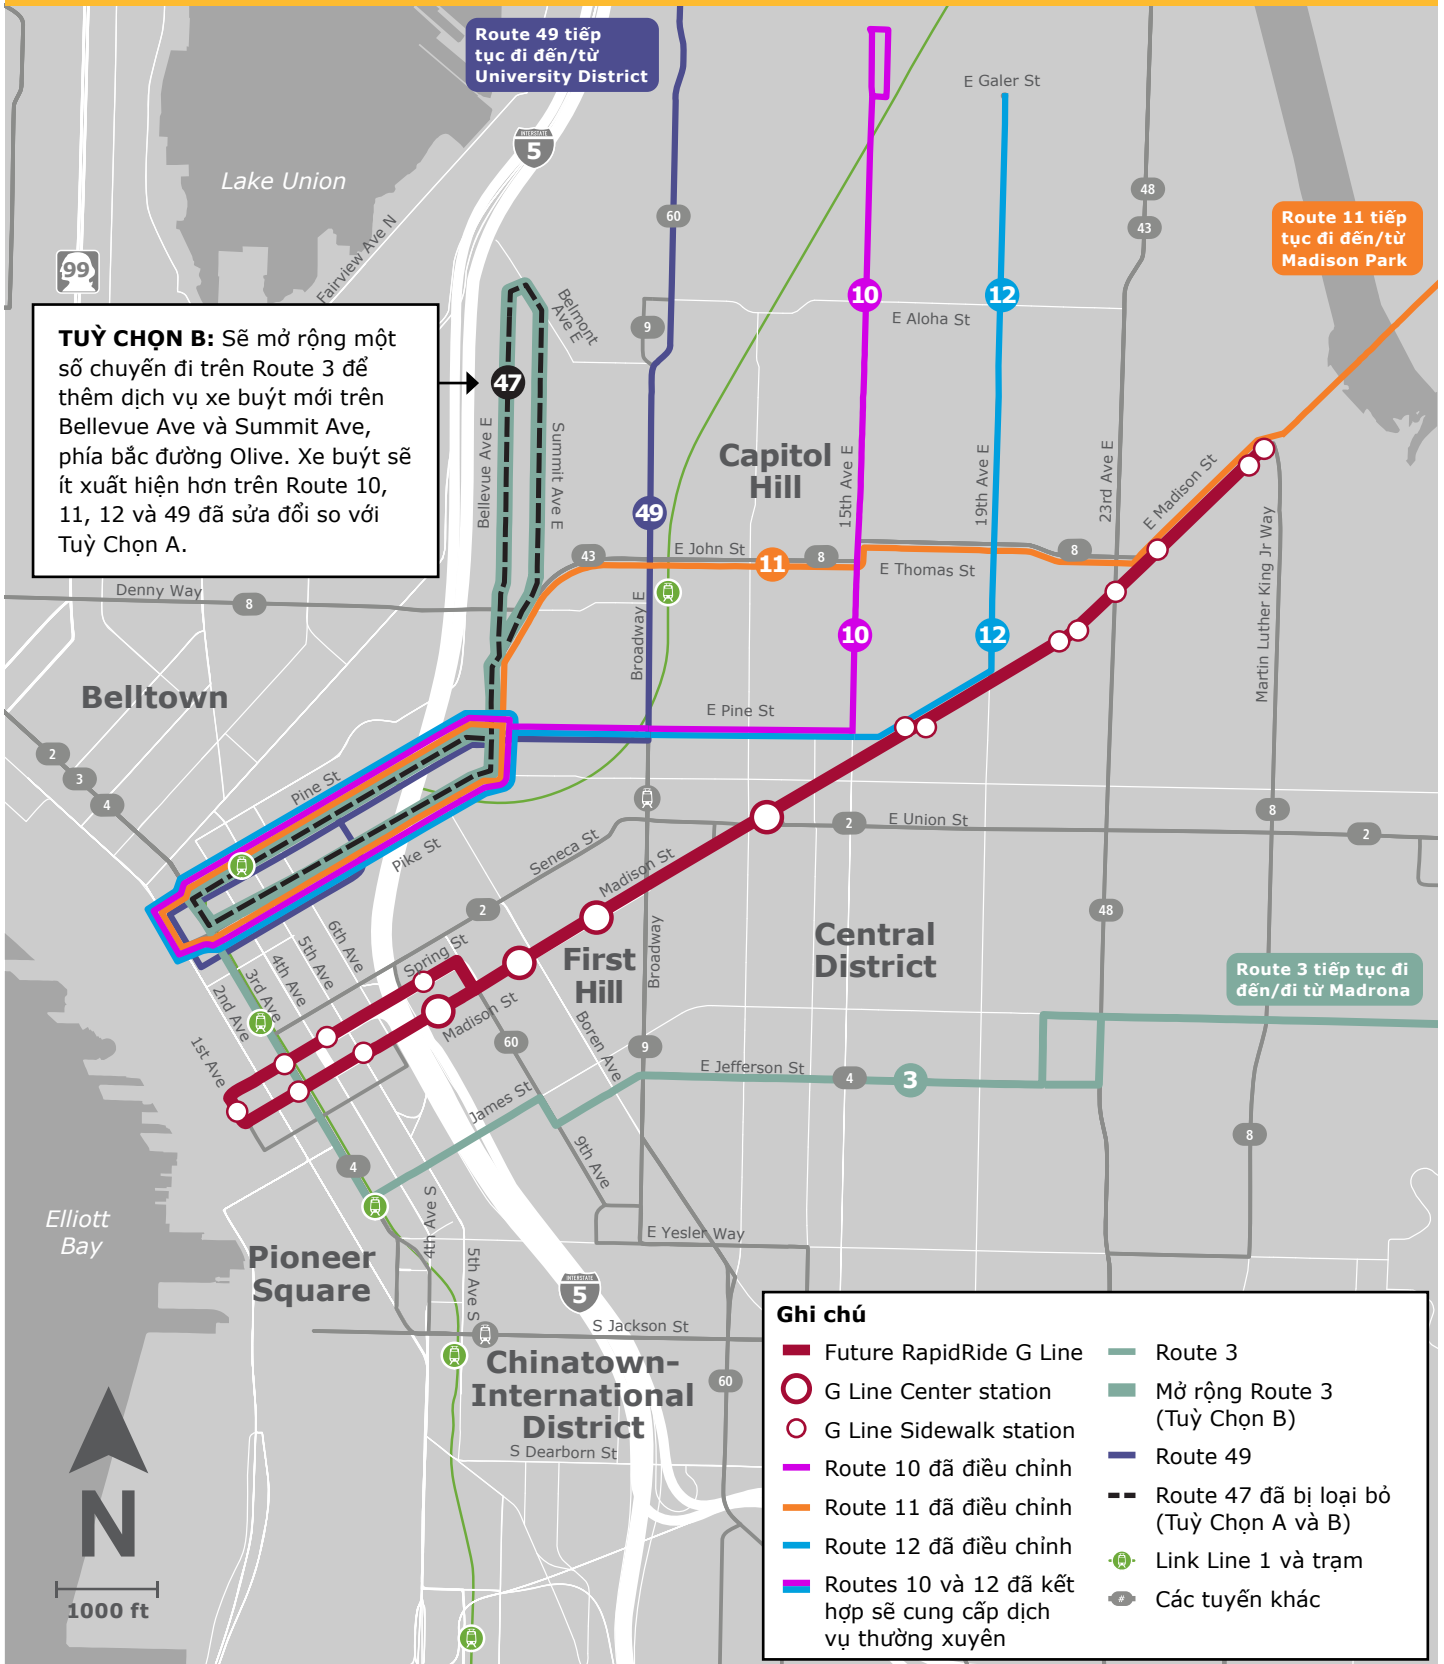 Route 49 tiếp
tục đi đến/từ
University District
INTERSTATE
5
E Galer St
Lake Union
48
60
43
Route 11 tiếp
tục đi đến/từ
Madison Park
99
Fairview Ave N
10
12
Belmont
Ave E
9
E Aloha St
TUỲ CHỌN B: Sẽ mở rộng một
số chuyến đi trên Route 3 để
thêm dịch vụ xe buýt mới trên
Bellevue Ave và Summit Ave,
phía bắc đường Olive. Xe buýt sẽ
ít xuất hiện hơn trên Route 10,
11, 12 và 49 đã sửa đổi so với
Tuỳ Chọn A.
47
Bellevue Ave E
Summit Ave E
Capitol
Hill
15th Ave E
19th Ave E
23rd Ave E
E Madison St
49
43
E John St
11
8
8
E Thomas St
Martin Luther King Jr Way
Denny Way
8
Broadway E
10
12
Belltown
E Pine St
2
3
4
Pine St
Pike St
8
Seneca St
2
E Union St
2
Madison St
2
48
6th Ave
5th Ave
4th Ave
3rd Ave
2nd Ave
1st Ave
Spring St
First
Hill
Broadway
Central
District
Route 3 tiếp tục đi
đến/đi từ Madrona
Madison St
60
Boren Ave
9
E Jefferson St
4
3
James St
8
4
9th Ave
Elliott
Bay
4th Ave S
E Yesler Way
Pioneer
Square
5th Ave S
INTERSTATE
5
S Jackson St
Chinatown-
International
District
60
S Dearborn St
N
1000 ft
Ghi chú
Future RapidRide G Line
G Line Center station
G Line Sidewalk station
Route 10 đã điều chỉnh
Route 11 đã điều chỉnh
Route 12 đã điều chỉnh
Routes 10 và 12 đã kết
hợp sẽ cung cấp dịch
vụ thường xuyên
Route 3
Mở rộng Route 3
(Tuỳ Chọn B)
Route 49
Route 47 đã bị loại bỏ
(Tuỳ Chọn A và B)
Link Line 1 và trạm
#
Các tuyến khác